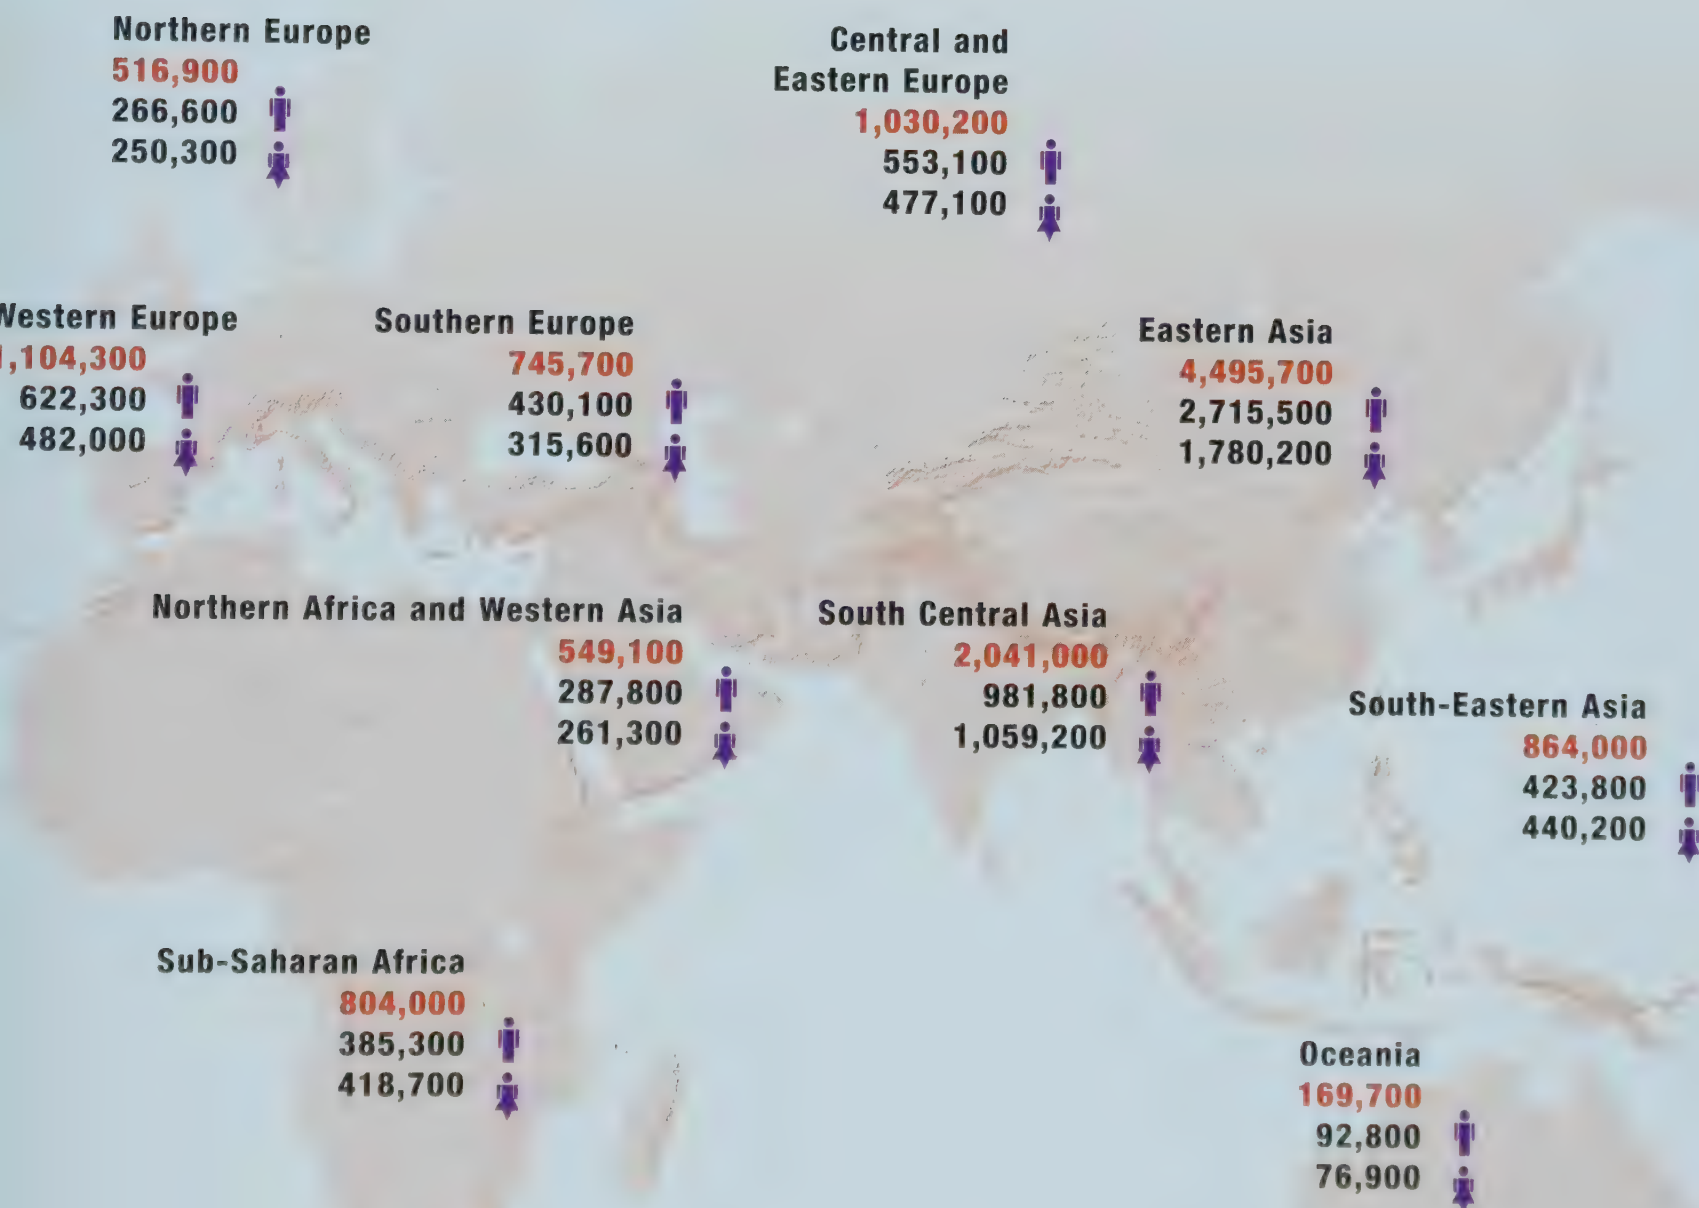 Northern Europe
516,900
266,600
250,300
Central and
Eastern Europe
1,030,200
553,100
477,100
Western Europe
1,104,300
622,300
482,000
Southern Europe
745,700
430,100
315,600
Eastern Asia
4,495,700
2,715,500
1,780,200
Northern Africa and Western Asia
549,100
287,800
261,300
South Central Asia
2,041,000
981,800
1,059,200
South-Eastern Asia
864,000
423,800
440,200
Sub-Saharan Africa
804,000
385,300
418,700
Oceania
169,700
92,800
76,900